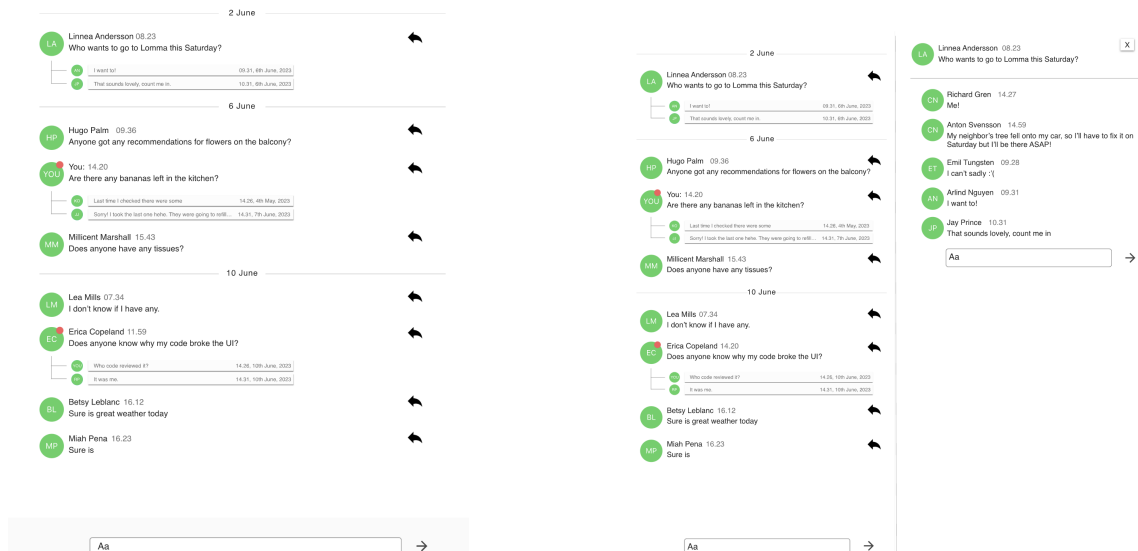 2 June
LA
Linnea Andersson 08.23
Who wants to go to Lomma this Saturday?
AN I want to! 09.31, 6th June, 2023
JP That sounds lovely, count me in. 10.31, 6th June, 2023
6 June
HP
Hugo Palm 09.36
Anyone got any recommendations for flowers on the balcony?
YOU
You: 14.20
Are there any bananas left in the kitchen?
Last time I checked there were some 14.26, 4th May, 2023
Sorry! I took the last one hehe. They were going to refill... 14.31, 7th June, 2023
MM
Millicent Marshall 15.43
Does anyone have any tissues?
10 June
LM
Lea Mills 07.34
I don't know if I have any.
EC
Erica Copeland 11.59
Does anyone know why my code broke the UI?
YOU Who code reviewed it? 14.26, 10th June, 2023
It was me. 14.31, 10th June, 2023
BL
Betsy Leblanc 16.12
Sure is great weather today
MP
Miah Pena 16.23
Sure is
Aa
2 June
LA
Linnea Andersson 08.23
Who wants to go to Lomma this Saturday?
AN I want to! 09.31, 6th June, 2023
JP That sounds lovely, count me in. 10.31, 6th June, 2023
6 June
HP
Hugo Palm 09.36
Anyone got any recommendations for flowers on the balcony?
YOU
You: 14.20
Are there any bananas left in the kitchen?
Last time I checked there were some 14.26, 4th May, 2023
Sorry! I took the last one hehe. They were going to refill... 14.31, 7th June, 2023
MM
Millicent Marshall 15.43
Does anyone have any tissues?
10 June
LM
Lea Mills 07.34
I don't know if I have any.
EC
Erica Copeland 14.20
Does anyone know why my code broke the UI?
YOU Who code reviewed it? 14.26, 10th June, 2023
It was me. 14.31, 10th June, 2023
BL
Betsy Leblanc 16.12
Sure is great weather today
MP
Miah Pena 16.23
Sure is
Aa
LA
Linnea Andersson 08.23
Who wants to go to Lomma this Saturday?
X
CN
Richard Gren 14.27
Me!
CN
Anton Svensson 14.59
My neighbor's tree fell onto my car, so I'll have to fix it on
Saturday but I'll be there ASAP!
ET
Emil Tungsten 09.28
I can't sadly :'(
AN
Arlind Nguyen 09.31
I want to!
JP
Jay Prince 10.31
That sounds lovely, count me in
Aa